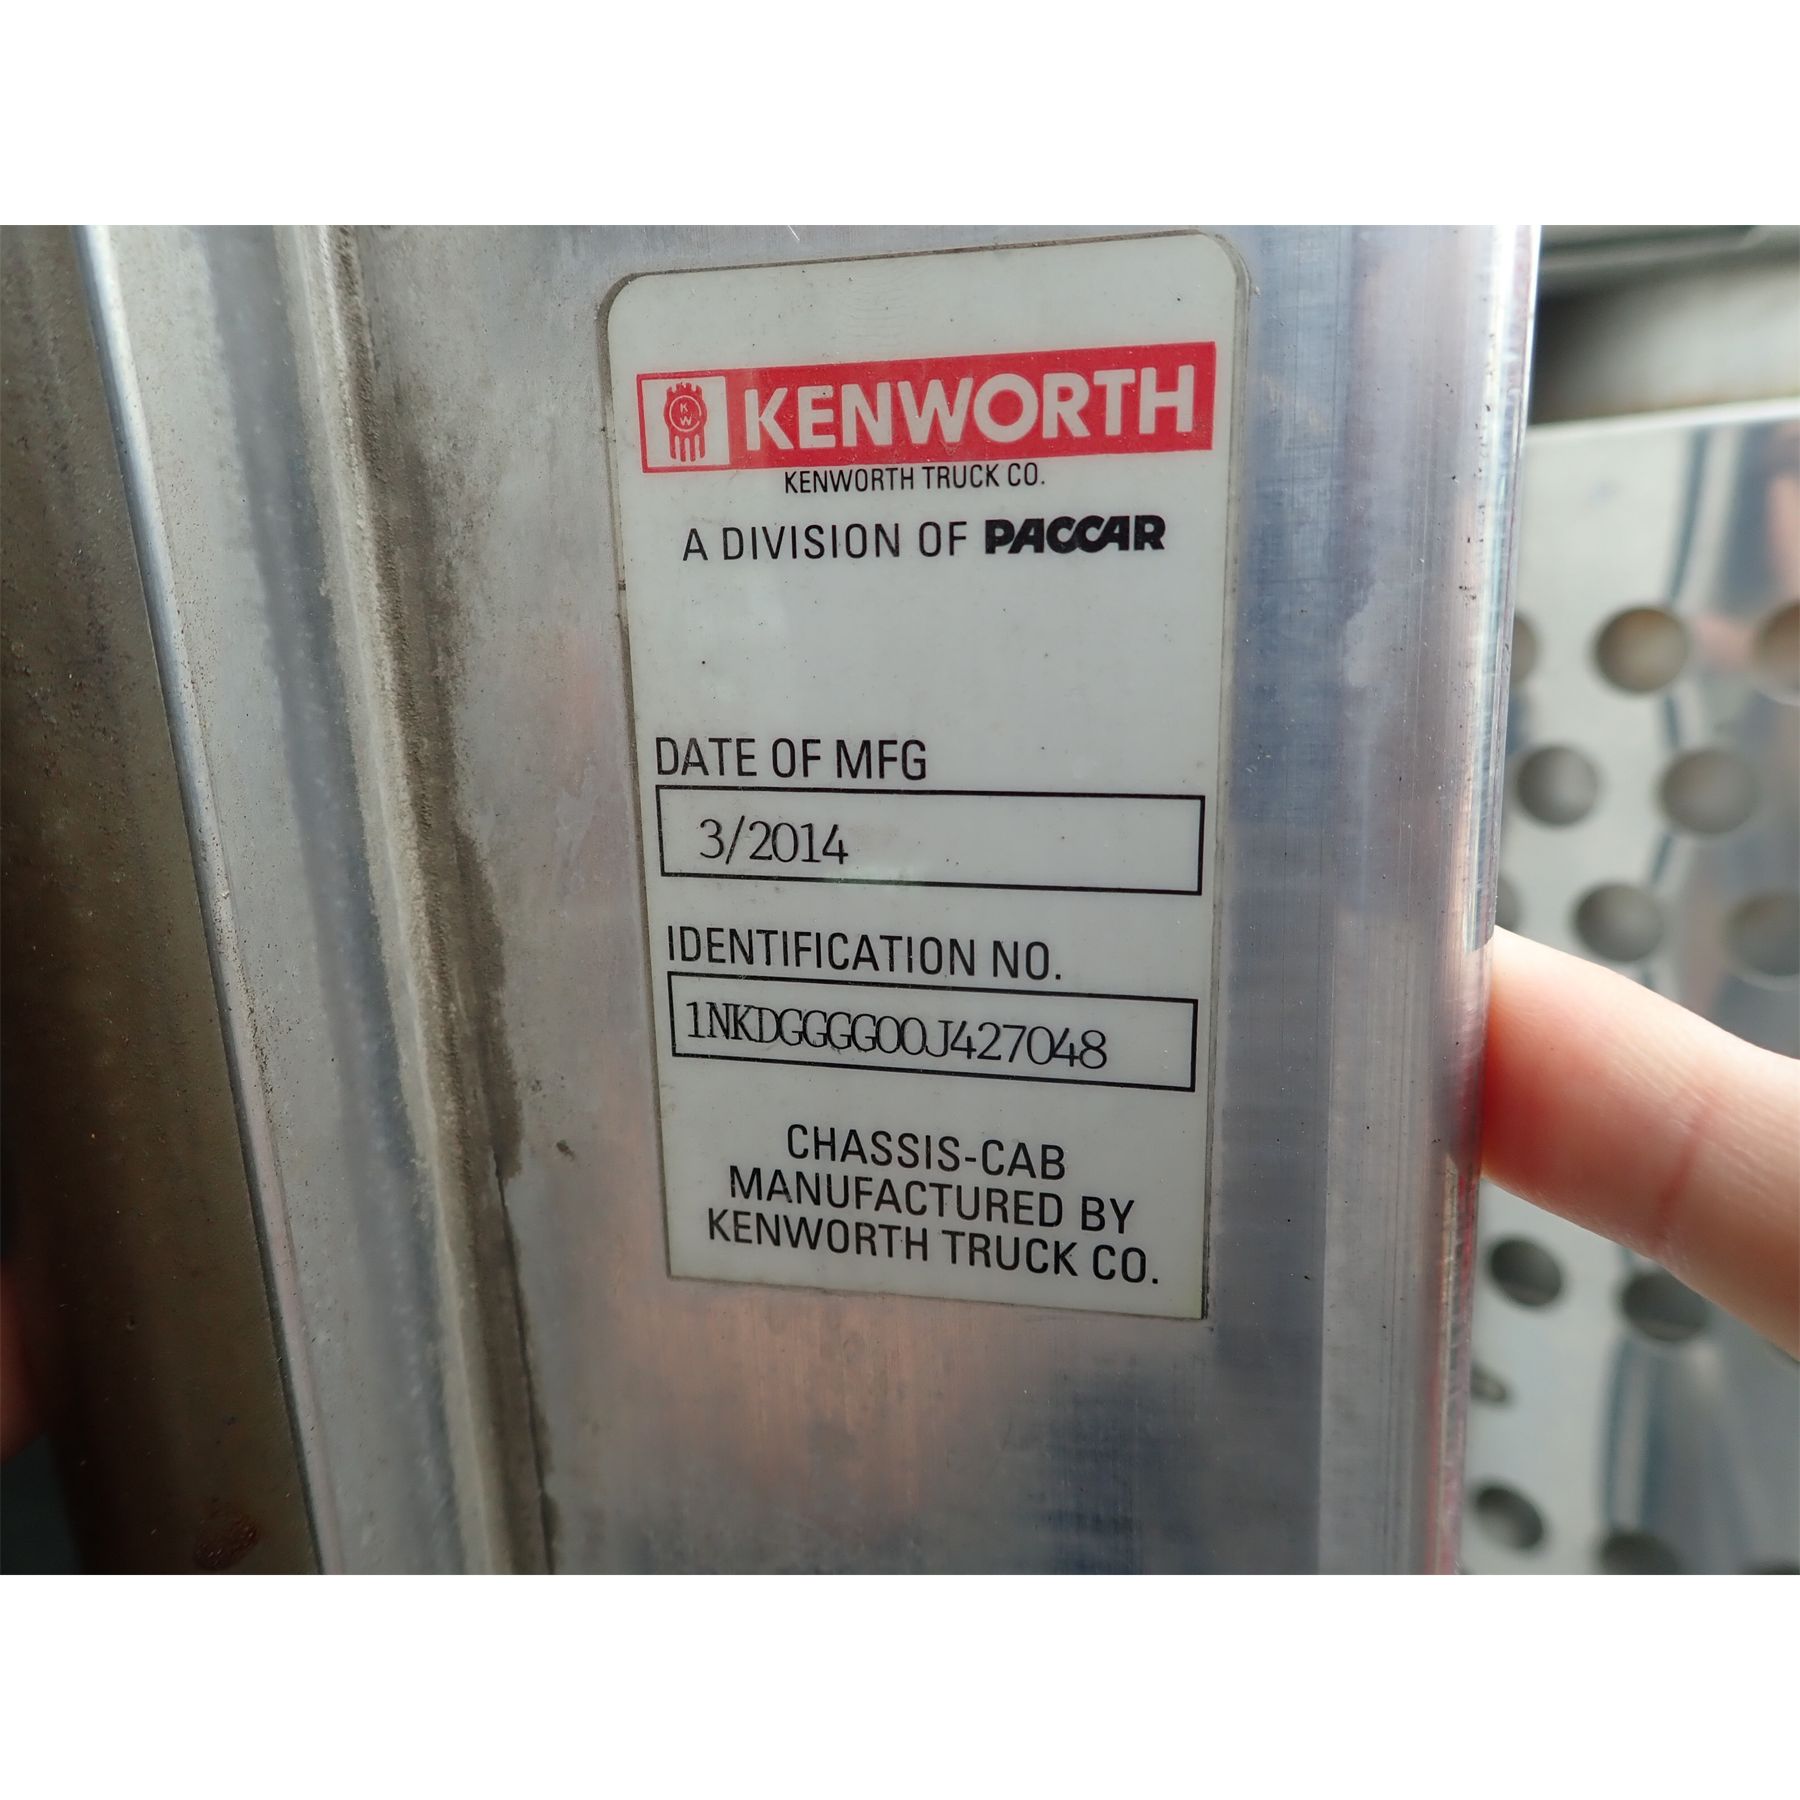 KW KENWORTH
KENWORTH TRUCK CO.
A DIVISION OF PACCAR
DATE OF MFG
3/2014
IDENTIFICATION NO.
1NKDGGGG00J427048
CHASSIS-CAB
MANUFACTURED BY
KENWORTH TRUCK CO.